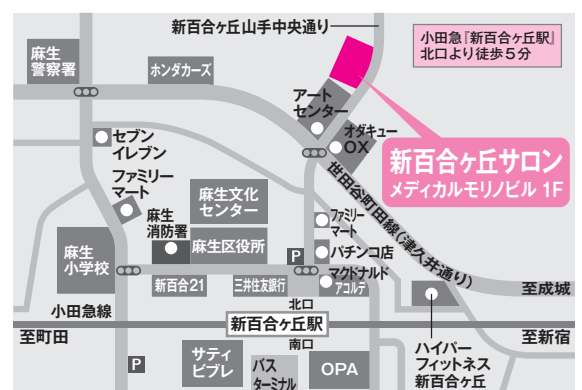 新百合ヶ丘山手中央通り
小田急『新百合ヶ丘駅』
北口より徒歩5分
麻生
警察署
ホンダカーズ
アート
センター
オダキュー
OX
新百合ヶ丘サロン
メディカルモリノビル 1F
セブン
イレブン
ファミリー
マート
麻生文化
センター
世田谷町田線(津久井通り)
麻生
消防署
麻生区役所
ファミリー
マート
麻生
小学校
P
パチンコ店
新百合21
三井住友銀行
マクドナルド
アコルデ
至成城
小田急線
北口
新百合ヶ丘駅
至町田
至新宿
南口
P
サティ
ビブレ
バス
ターミナル
OPA
ハイパー
フィットネス
新百合ヶ丘